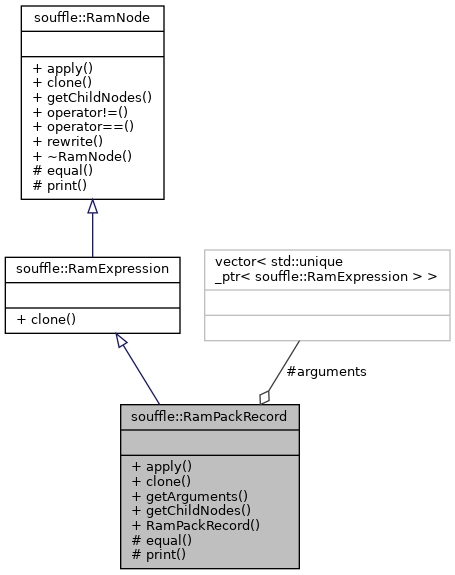 souffle::RamNode
+ apply()
+ clone()
+ getChildNodes()
+ operator!=()
+ operator==()
+ rewrite()
+ ~RamNode()
# equal()
# print()
souffle::RamExpression
+ clone()
vector< std::unique
_ptr< souffle::RamExpression > >
#arguments
souffle::RamPackRecord
+ apply()
+ clone()
+ getArguments()
+ getChildNodes()
+ RamPackRecord()
# equal()
# print()